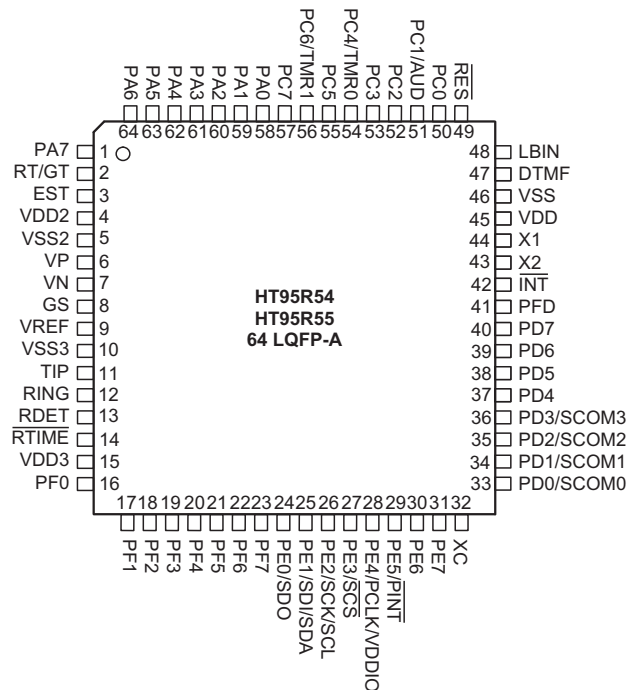 PA6
PA5
PA4
PA3
PA2
PA1
PA0
PC7
PC6/TMR1
PC5
PC4/TMR0
PC3
PC2
PC1/AUD
PC0
RES
64 63 62 61 60 59 58 57 56 55 54 53 52 51 50 49
PA7 1
RT/GT 2
EST 3
VDD2 4
VSS2 5
VP 6
VN 7
GS 8
VREF 9
VSS3 10
TIP 11
RING 12
RDET 13
RTIME 14
VDD3 15
PF0 16
HT95R54
HT95R55
64 LQFP-A
48 LBIN
47 DTMF
46 VSS
45 VDD
44 X1
43 X2
42 INT
41 PFD
40 PD7
39 PD6
38 PD5
37 PD4
36 PD3/SCOM3
35 PD2/SCOM2
34 PD1/SCOM1
33 PD0/SCOM0
17 18 19 20 21 22 23 24 25 26 27 28 29 30 31 32
PF1
PF2
PF3
PF4
PF5
PF6
PF7
PE0/SDO
PE1/SDI/SDA
PE2/SCK/SCL
PE3/SCS
PE4/PCLK/VDDIO
PE5/PINT
PE6
PE7
XC